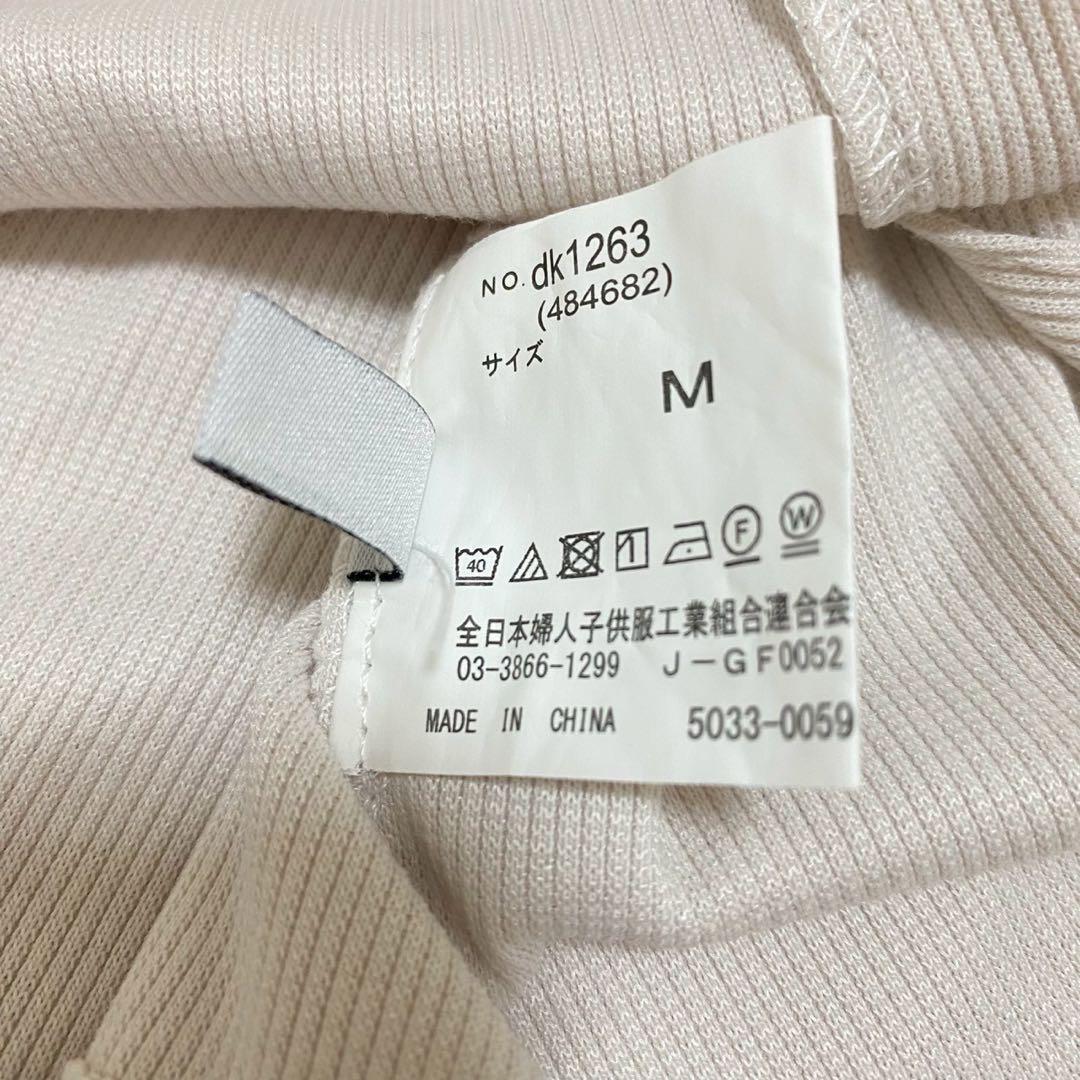 NO. dk1263
(484682)
サイズ
M
40 F W
全日本婦人子供服工業組合連合会
03-3866-1299 J-GF0052
MADE IN CHINA 5033-0059